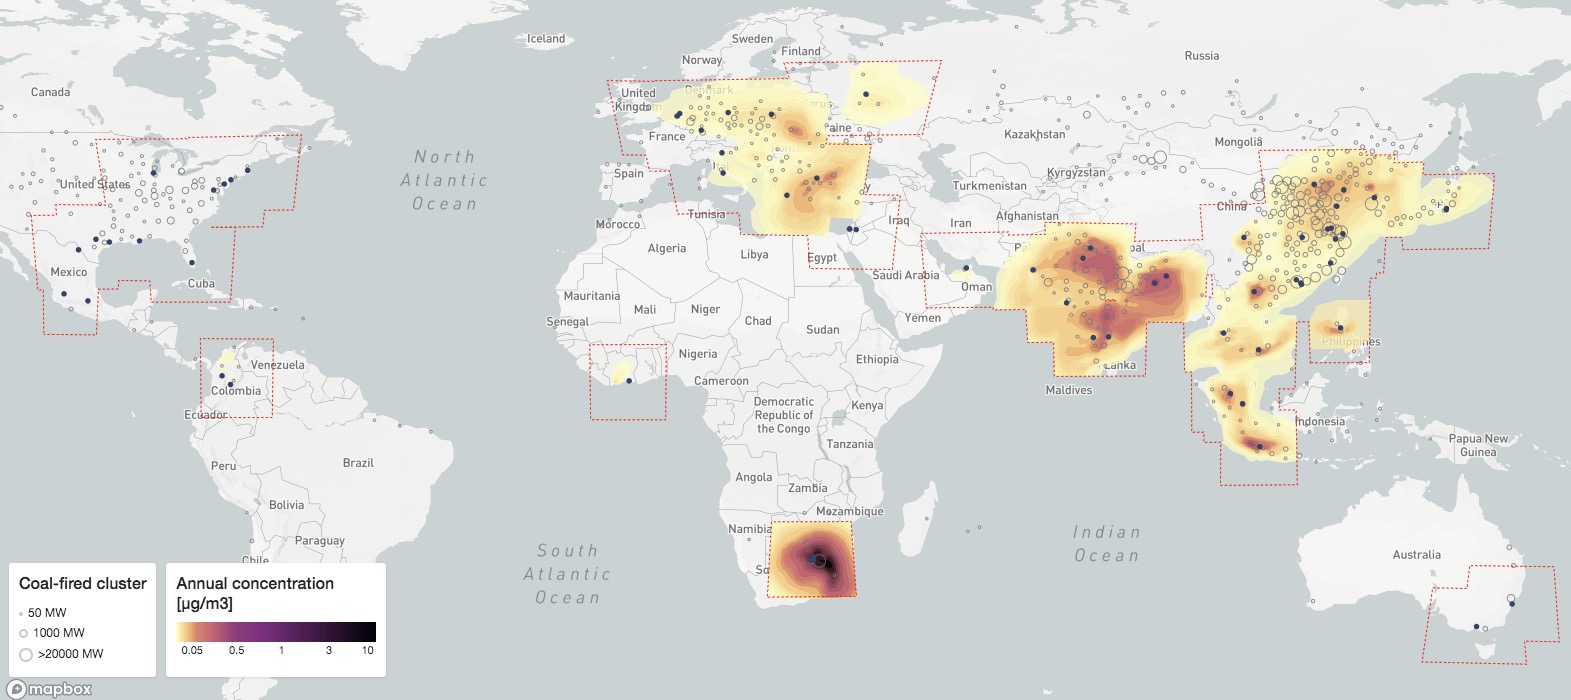 Iceland
Sweden
Finland
Norway
Russia
Canada
United
Kingdom
Denmark
France
Kazakhstan
Mongolia
North
Atlantic
Ocean
United States
Spain
Kyrgyzstan
Turkmenistan
China
Morocco
Tunisia
Iraq
Iran
Afghanistan
Algeria
Libya
Egypt
Mexico
Cuba
Saudi Arabia
Oman
Mauritania
Mali
Niger
Chad
Sudan
Yemen
Senegal
Philippines
Venezuela
Nigeria
Ethiopia
Lanka
Colombia
Cameroon
Maldives
Ecuador
Democratic
Republic of
the Congo
Kenya
Indonesia
Tanzania
Papua New
Guinea
Peru
Brazil
Angola
Zambia
Bolivia
Mozambique
Namibia
Paraguay
South
Atlantic
Ocean
Indian
Ocean
Australia
Chile
Coal-fired cluster
50 MW
1000 MW
>20000 MW
Annual concentration
[µg/m3]
0.05 0.5 1 3 10
mapbox